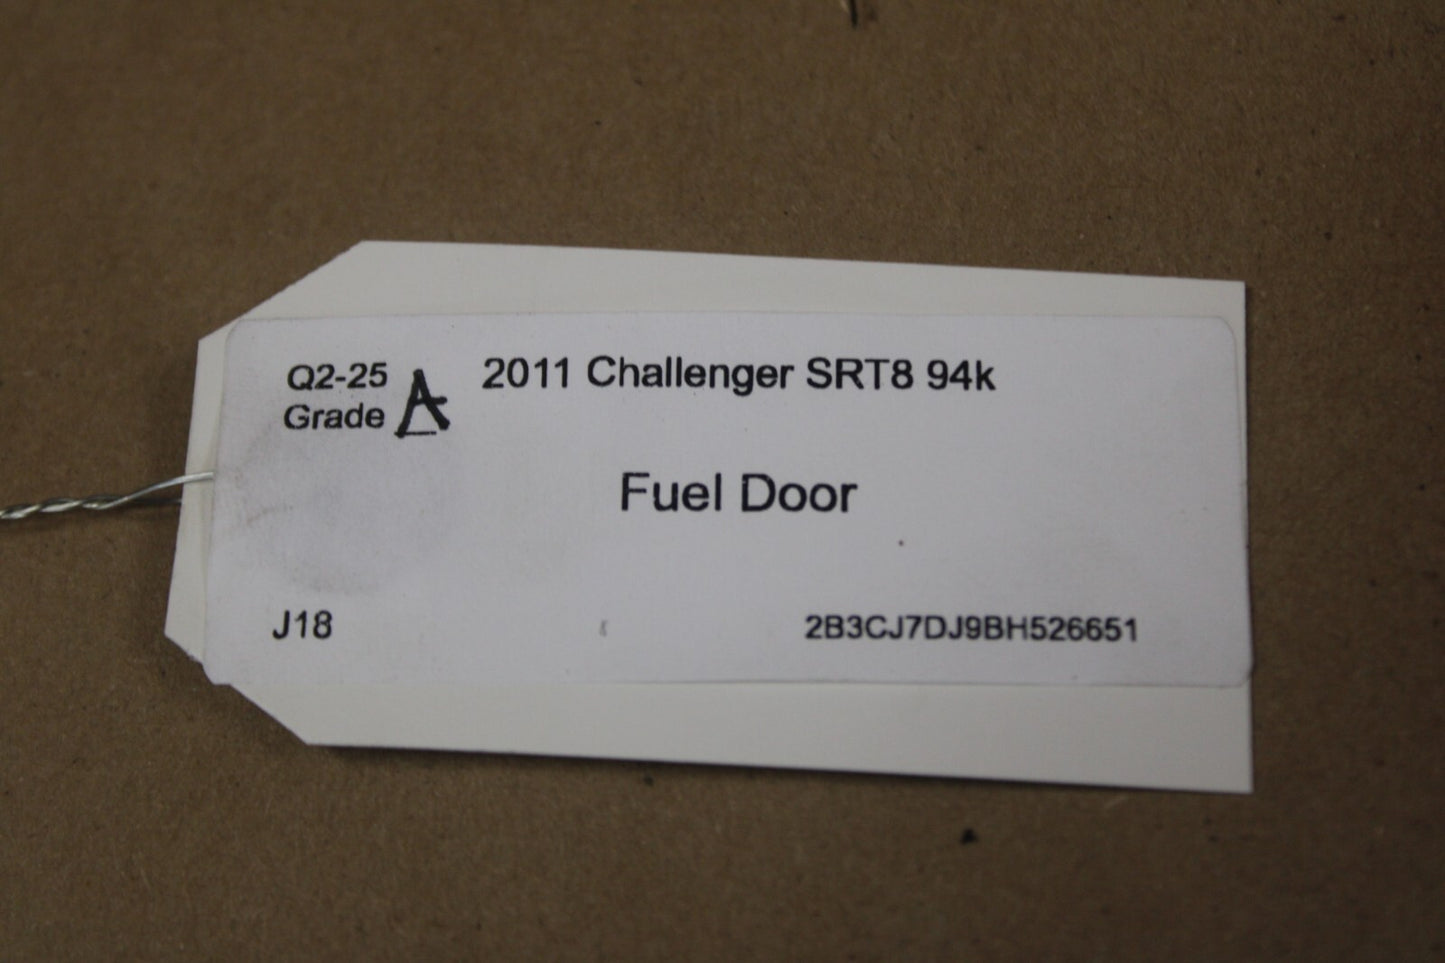 Q2-25
Grade A
2011 Challenger SRT8 94k
Fuel Door
J18
2B3CJ7DJ9BH526651